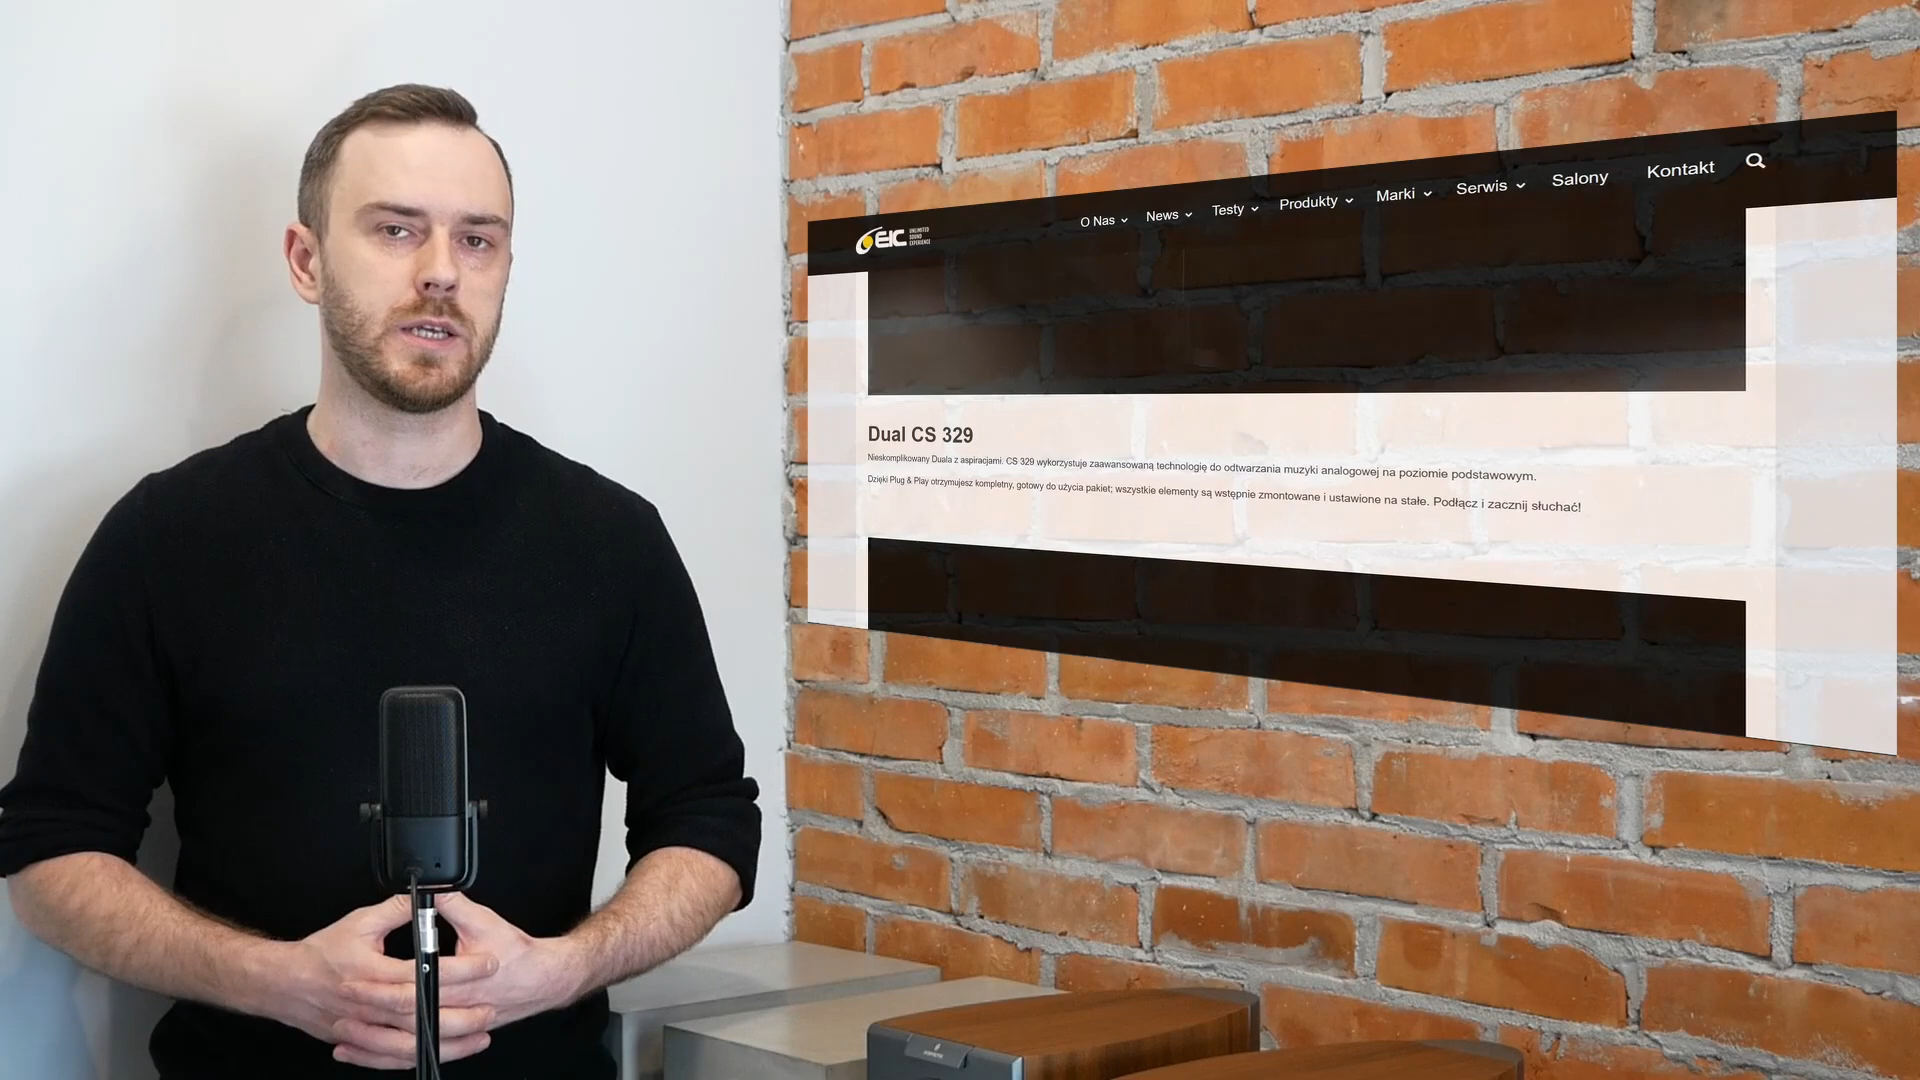 EIC UNLIMITED SOUND EXPERIENCE
O Nas News Testy Produkty Marki Serwis Salony Kontakt
Dual CS 329
Nieskomplikowany Duala z aspiracjami. CS 329 wykorzystuje zaawansowaną technologię do odtwarzania muzyki analogowej na poziomie podstawowym.
Dzięki Plug & Play otrzymujesz kompletny, gotowy do użycia pakiet; wszystkie elementy są wstępnie zmontowane i ustawione na stałe. Podłącz i zacznij słuchać!